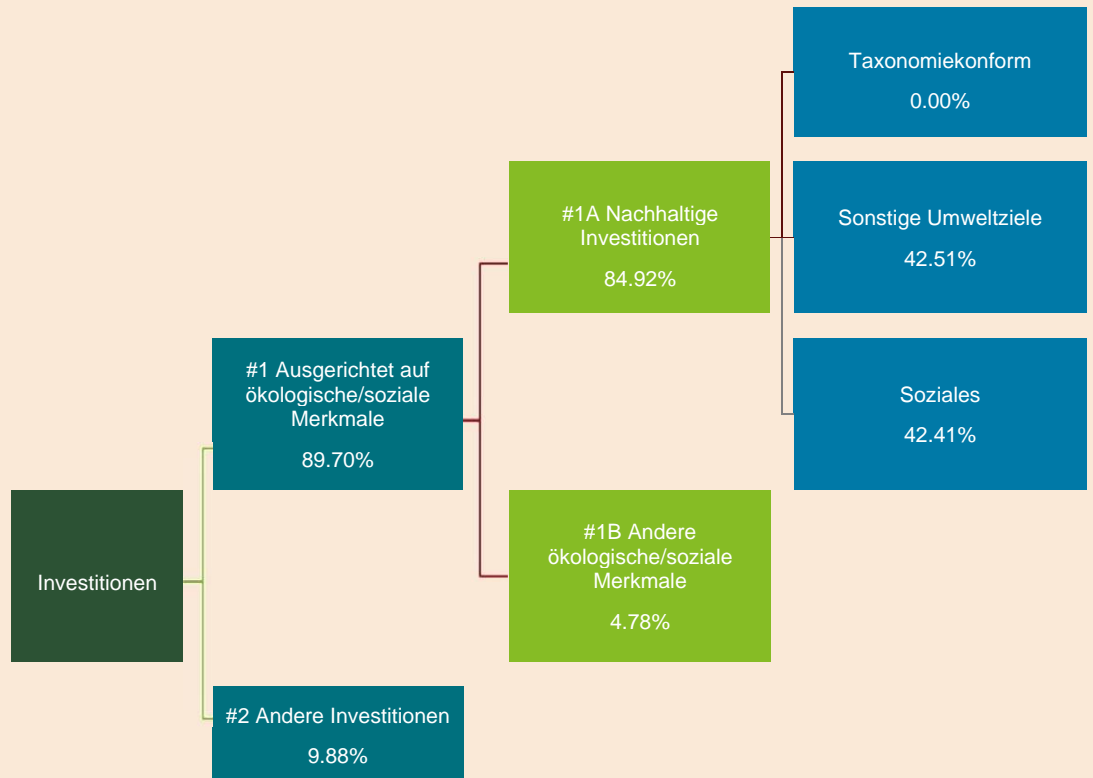 Taxonomiekonform
0.00%
#1A Nachhaltige
Investitionen
84.92%
Sonstige Umweltziele
42.51%
#1 Ausgerichtet auf
ökologische/soziale
Merkmale
89.70%
Soziales
42.41%
Investitionen
#1B Andere
ökologische/soziale
Merkmale
4.78%
#2 Andere Investitionen
9.88%